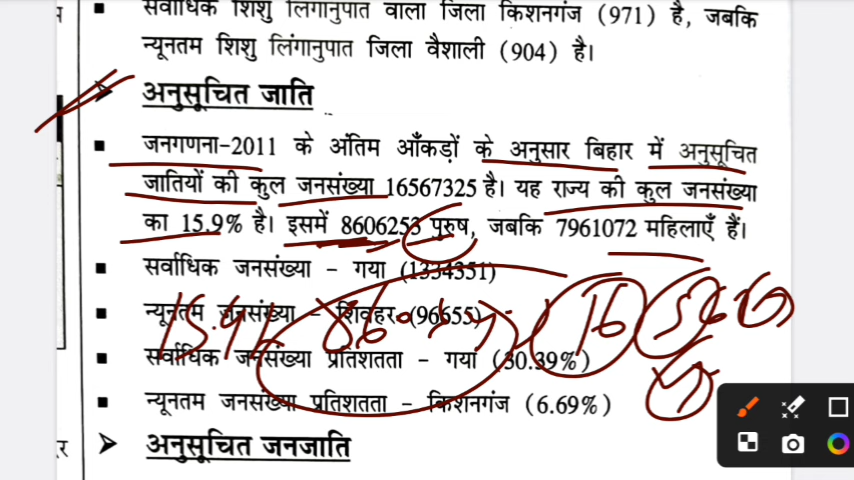 सर्वाधिक शिशु लिंगानुपात वाला जिला किशनगंज (971) है, जबकि
न्यूनतम शिशु लिंगानुपात जिला वैशाली (904) है।
अनुसूचित जाति
जनगणना-2011 के अंतिम आँकड़ों के अनुसार बिहार में अनुसूचित
जातियों की कुल जनसंख्या 16567325 है। यह राज्य की कुल जनसंख्या
का 15.9% है। इसमें 8606253 पुरुष, जबकि 7961072 महिलाएँ हैं।
सर्वाधिक जनसंख्या - गया (1334351)
न्यूनतम जनसंख्या - शिवहर (96655)
सर्वाधिक जनसंख्या प्रतिशतता - गया (30.39%)
न्यूनतम जनसंख्या प्रतिशतता - किशनगंज (6.69%)
अनुसूचित जनजाति